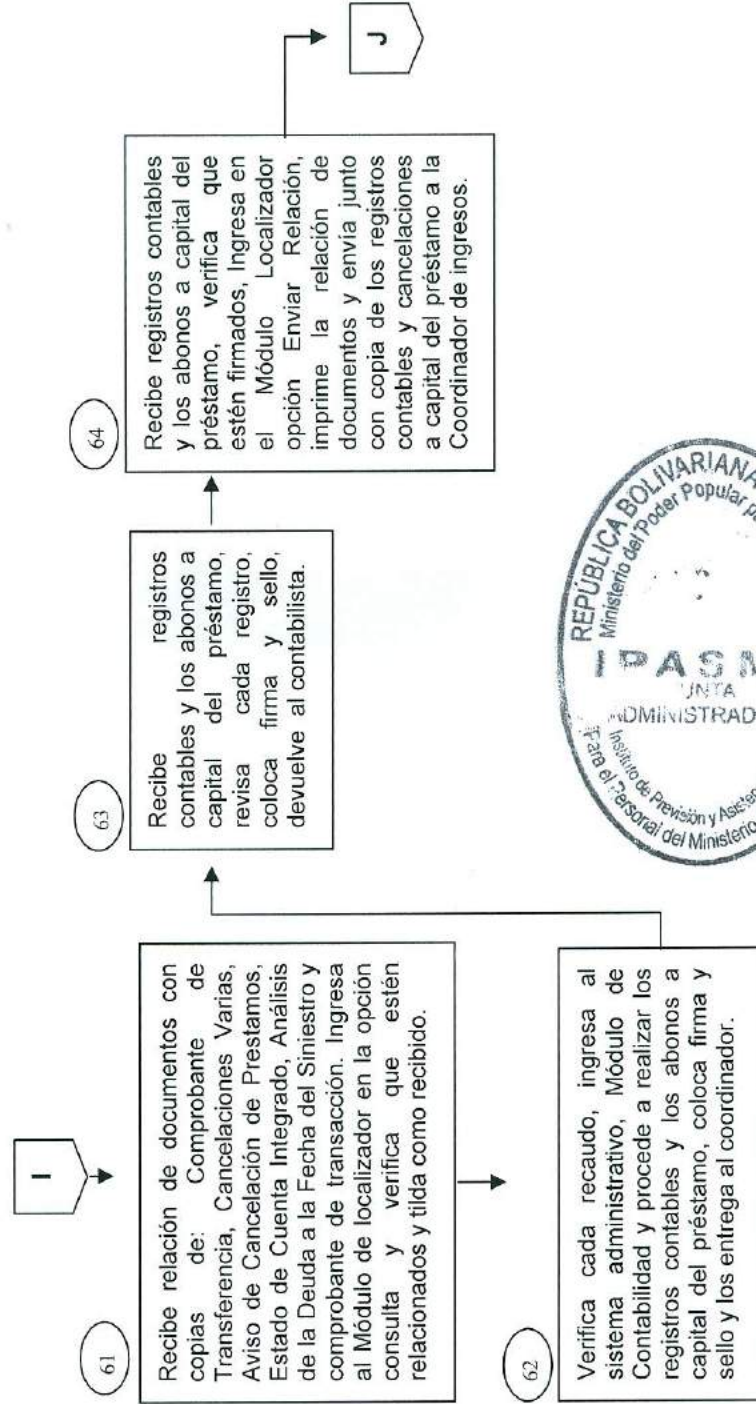 I
61
Recibe relación de documentos con
copias de: Comprobante de
Transferencia, Cancelaciones Varias,
Aviso de Cancelación de Prestamos,
Estado de Cuenta Integrado, Análisis
de la Deuda a la Fecha del Siniestro y
comprobante de transacción. Ingresa
al Módulo de localizador en la opción
consulta y verifica que estén
relacionados y tilda como recibido.
62
Verifica cada recaudo, ingresa al
sistema administrativo, Módulo de
Contabilidad y procede a realizar los
registros contables y los abonos a
capital del préstamo, coloca firma y
sello y los entrega al coordinador.
63
Recibe registros
contables y los abonos a
capital del préstamo,
revisa cada registro,
coloca firma y sello,
devuelve al contabilista.
64
Recibe registros contables
y los abonos a capital del
préstamo, verifica que
estén firmados, Ingresa en
el Módulo Localizador
opción Enviar Relación,
imprime la relación de
documentos y envía junto
con copia de los registros
contables y cancelaciones
a capital del préstamo a la
Coordinador de ingresos.
J
REPÚBLICA BOLIVARIANA
Ministerio del Poder Popular
IPASM
JUNTA
ADMINISTRAD
Instituto de Previsión y Asisten
Para el Personal del Ministerio